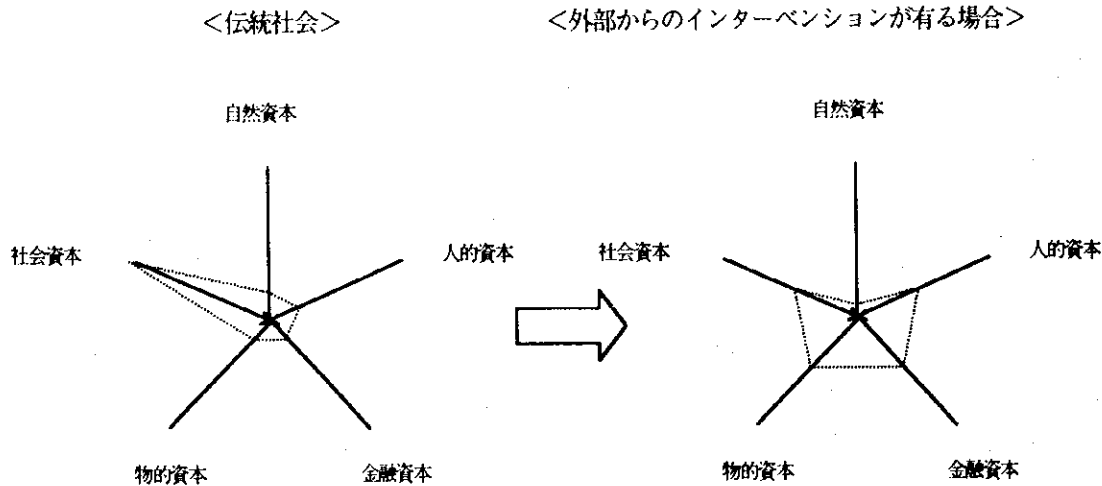 <伝統社会>
<外部からのインターベンションが有る場合>
自然資本
自然資本
社会資本
人的資本
社会資本
人的資本
物的資本
金融資本
物的資本
金融資本